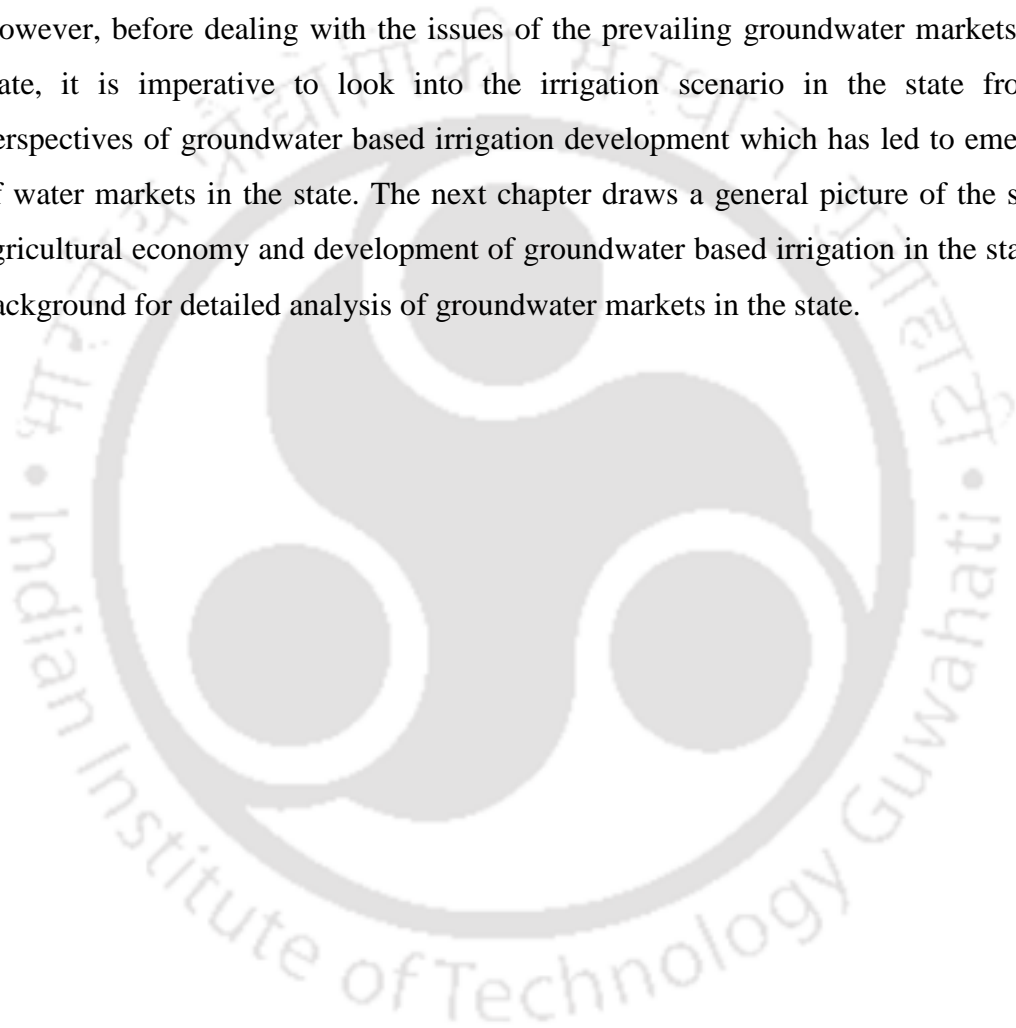 owever, before dealing with the issues of the prevailing groundwater markets
ate, it is imperative to look into the irrigation scenario in the state fro
erspectives of groundwater based irrigation development which has led to eme
f water markets in the state. The next chapter draws a general picture of the s
gricultural economy and development of groundwater based irrigation in the sta
ackground for detailed analysis of groundwater markets in the state.
Indian Institute of Technology Guwahati